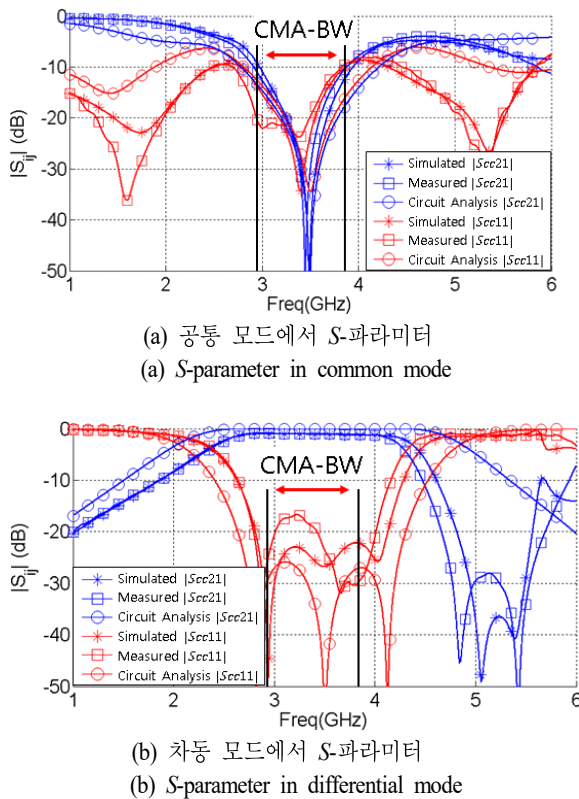 CMA-BW
0
-10
-20
-30
-40
-50
|Sij| (dB)
Simulated |Scc21|
Measured |Scc21|
Circuit Analysis |Scc21|
Simulated |Scc11|
Measured |Scc11|
Circuit Analysis |Scc11|
1 2 3 4 5 6
Freq(GHz)
(a) 공통 모드에서 S-파라미터
(a) S-parameter in common mode
0
-10
-20
-30
-40
-50
|Sij| (dB)
CMA-BW
Simulated |Scc21|
Measured |Scc21|
Circuit Analysis |Scc21|
Simulated |Scc11|
Measured |Scc11|
Circuit Analysis |Scc11|
1 2 3 4 5 6
Freq(GHz)
(b) 차동 모드에서 S-파라미터
(b) S-parameter in differential mode